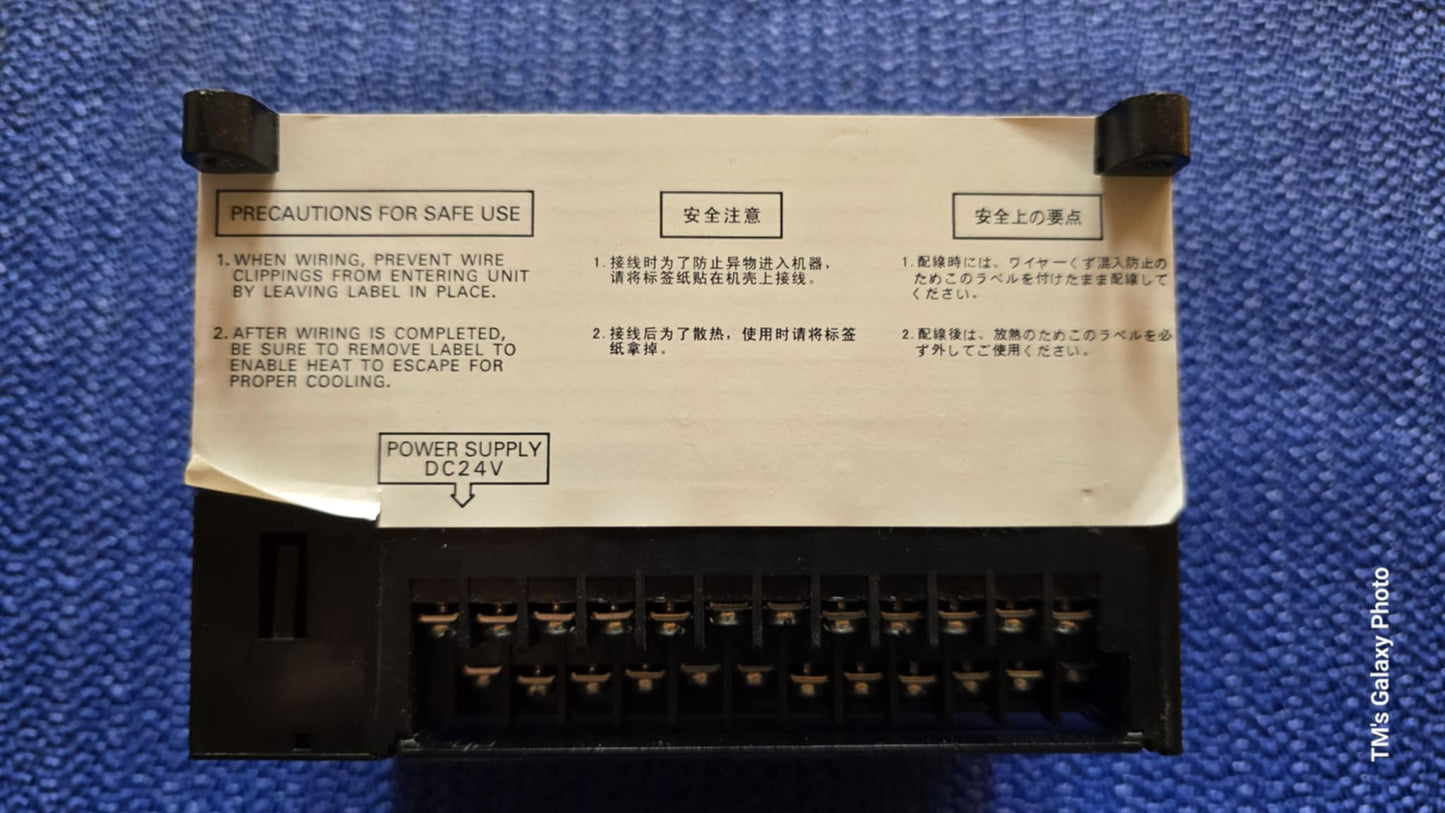 PRECAUTIONS FOR SAFE USE
1. WHEN WIRING, PREVENT WIRE
CLIPPINGS FROM ENTERING UNIT
BY LEAVING LABEL IN PLACE.
2. AFTER WIRING IS COMPLETED,
BE SURE TO REMOVE LABEL TO
ENABLE HEAT TO ESCAPE FOR
PROPER COOLING.
安全注意
1. 接线时为了防止异物进入机器，
请将标签纸贴在机壳上接线。
2. 接线后为了散热，使用时请将标签
纸拿掉。
安全上の要点
1. 配線時には、ワイヤーくず混入防止の
ためこのラベルを付けたまま配線して
ください。
2. 配線後は、放熱のためこのラベルを必
ず外してご使用ください。
POWER SUPPLY
DC24V
TM's Galaxy Photo